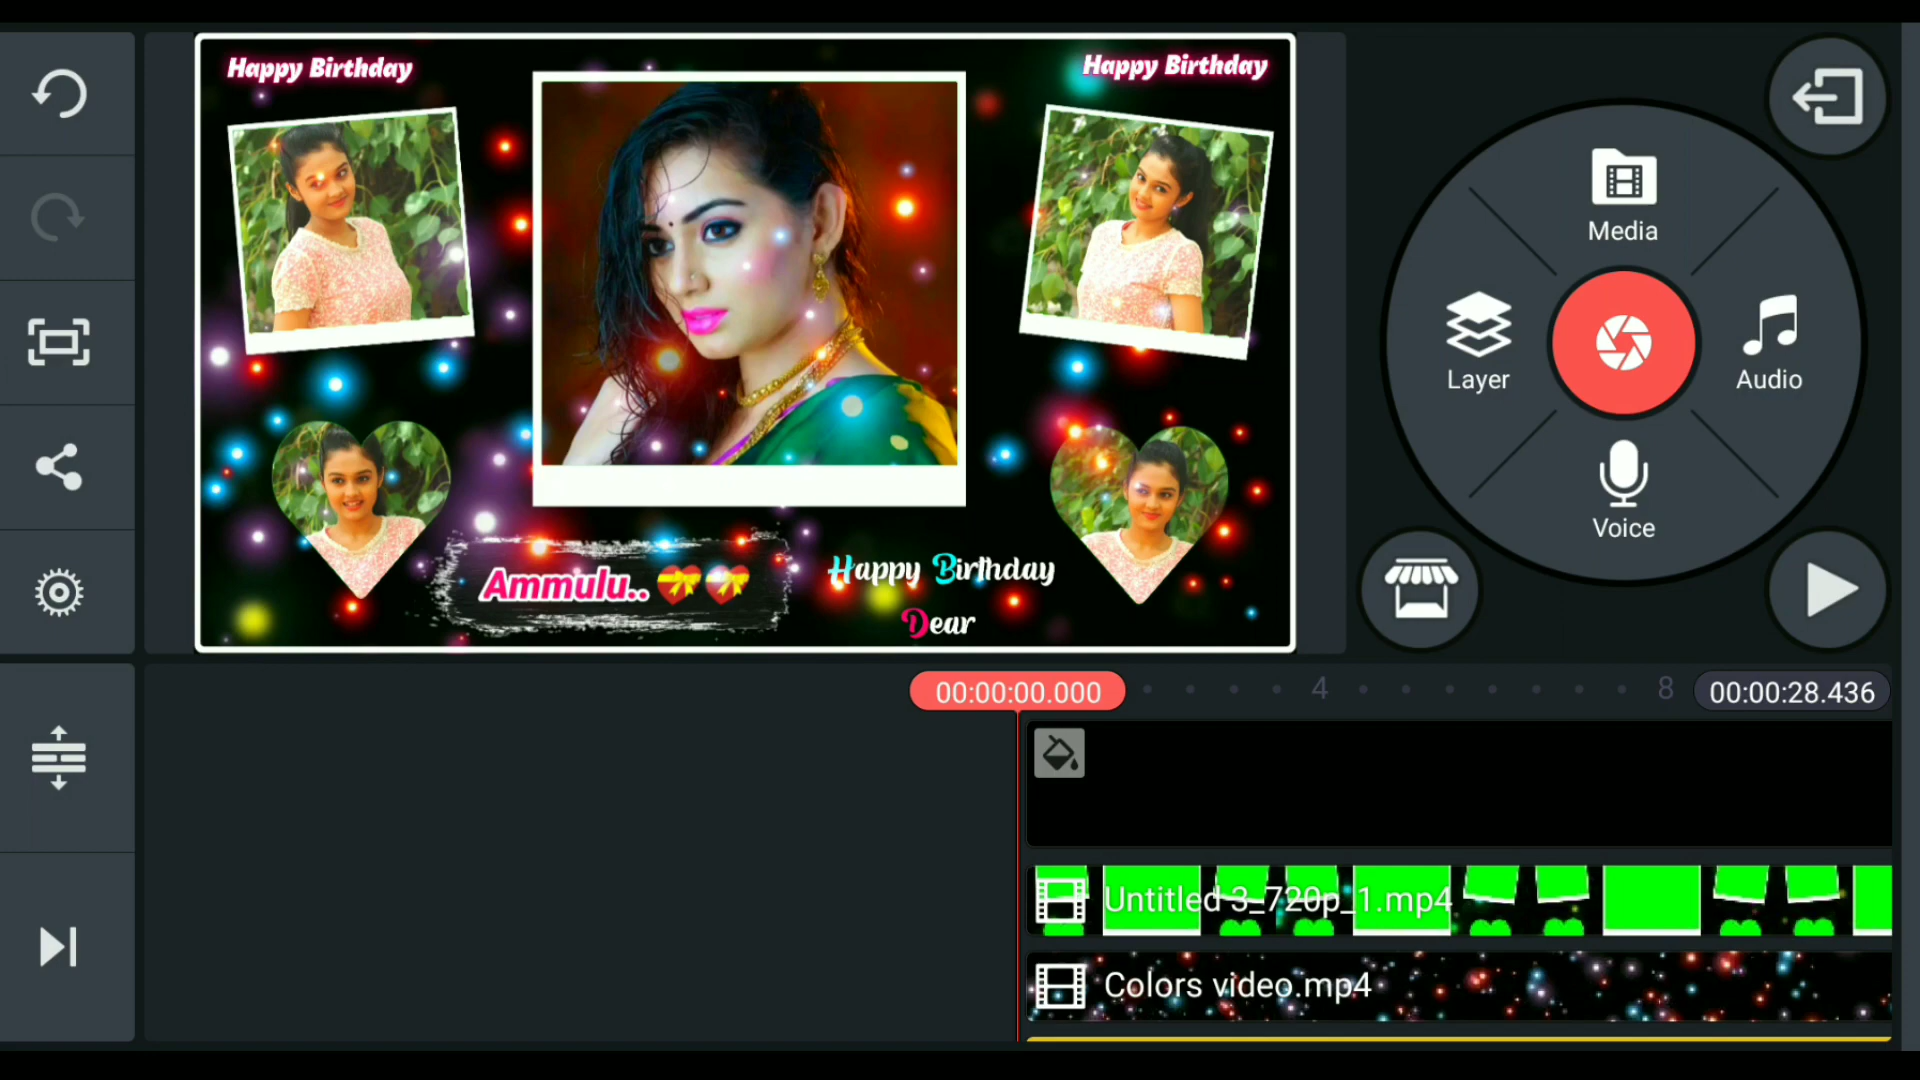 Happy Birthday
Happy Birthday
Media
Layer
Audio
Voice
Ammulu..
Happy Birthday
Dear
00:00:00.000
4
8
00:00:28.436
Untitled 3_720p_1.mp4
Colors video.mp4